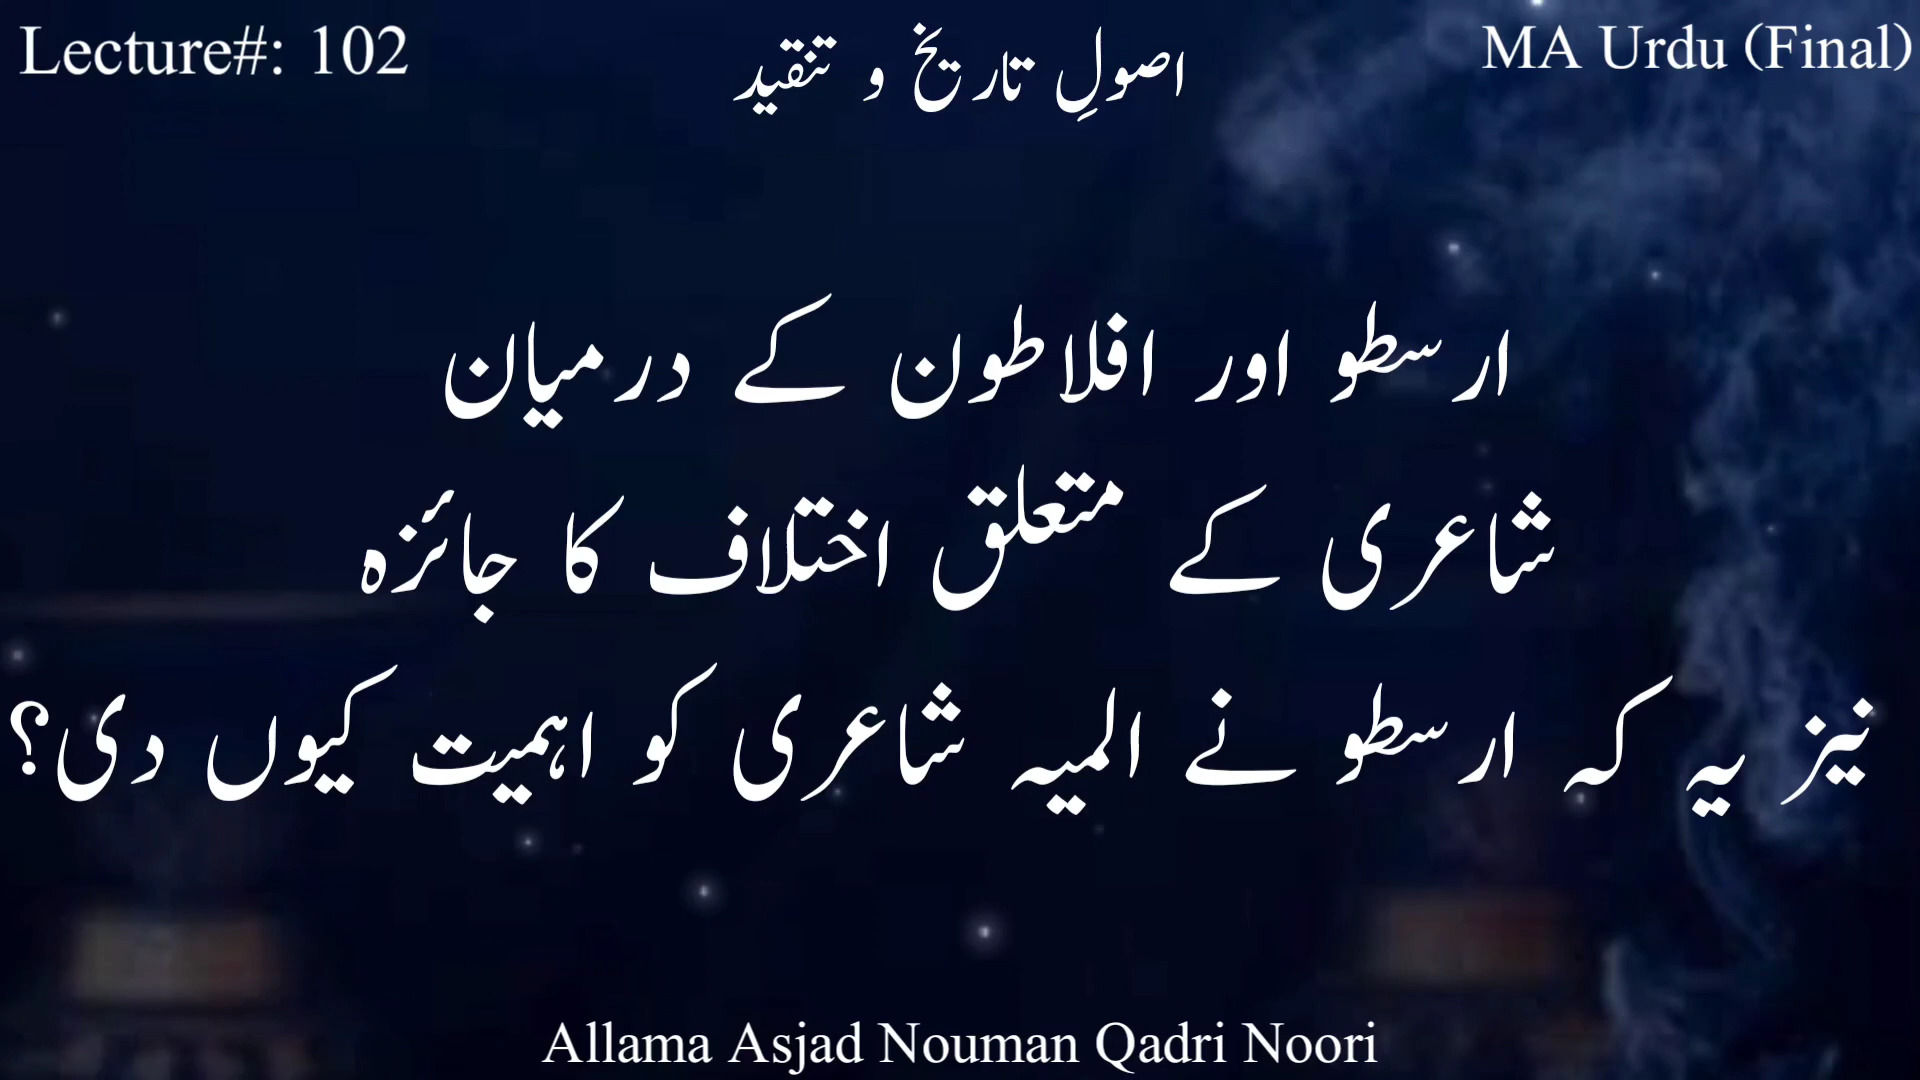 Lecture#: 102
اصولِ تاریخ و تنقید
MA Urdu (Final)
ارسطو اور افلاطون کے درمیان
شاعری کے متعلق اختلاف کا جائزہ
نیز یہ کہ ارسطو نے المیہ شاعری کو اہمیت کیوں دی؟
Allama Asjad Nouman Qadri Noori